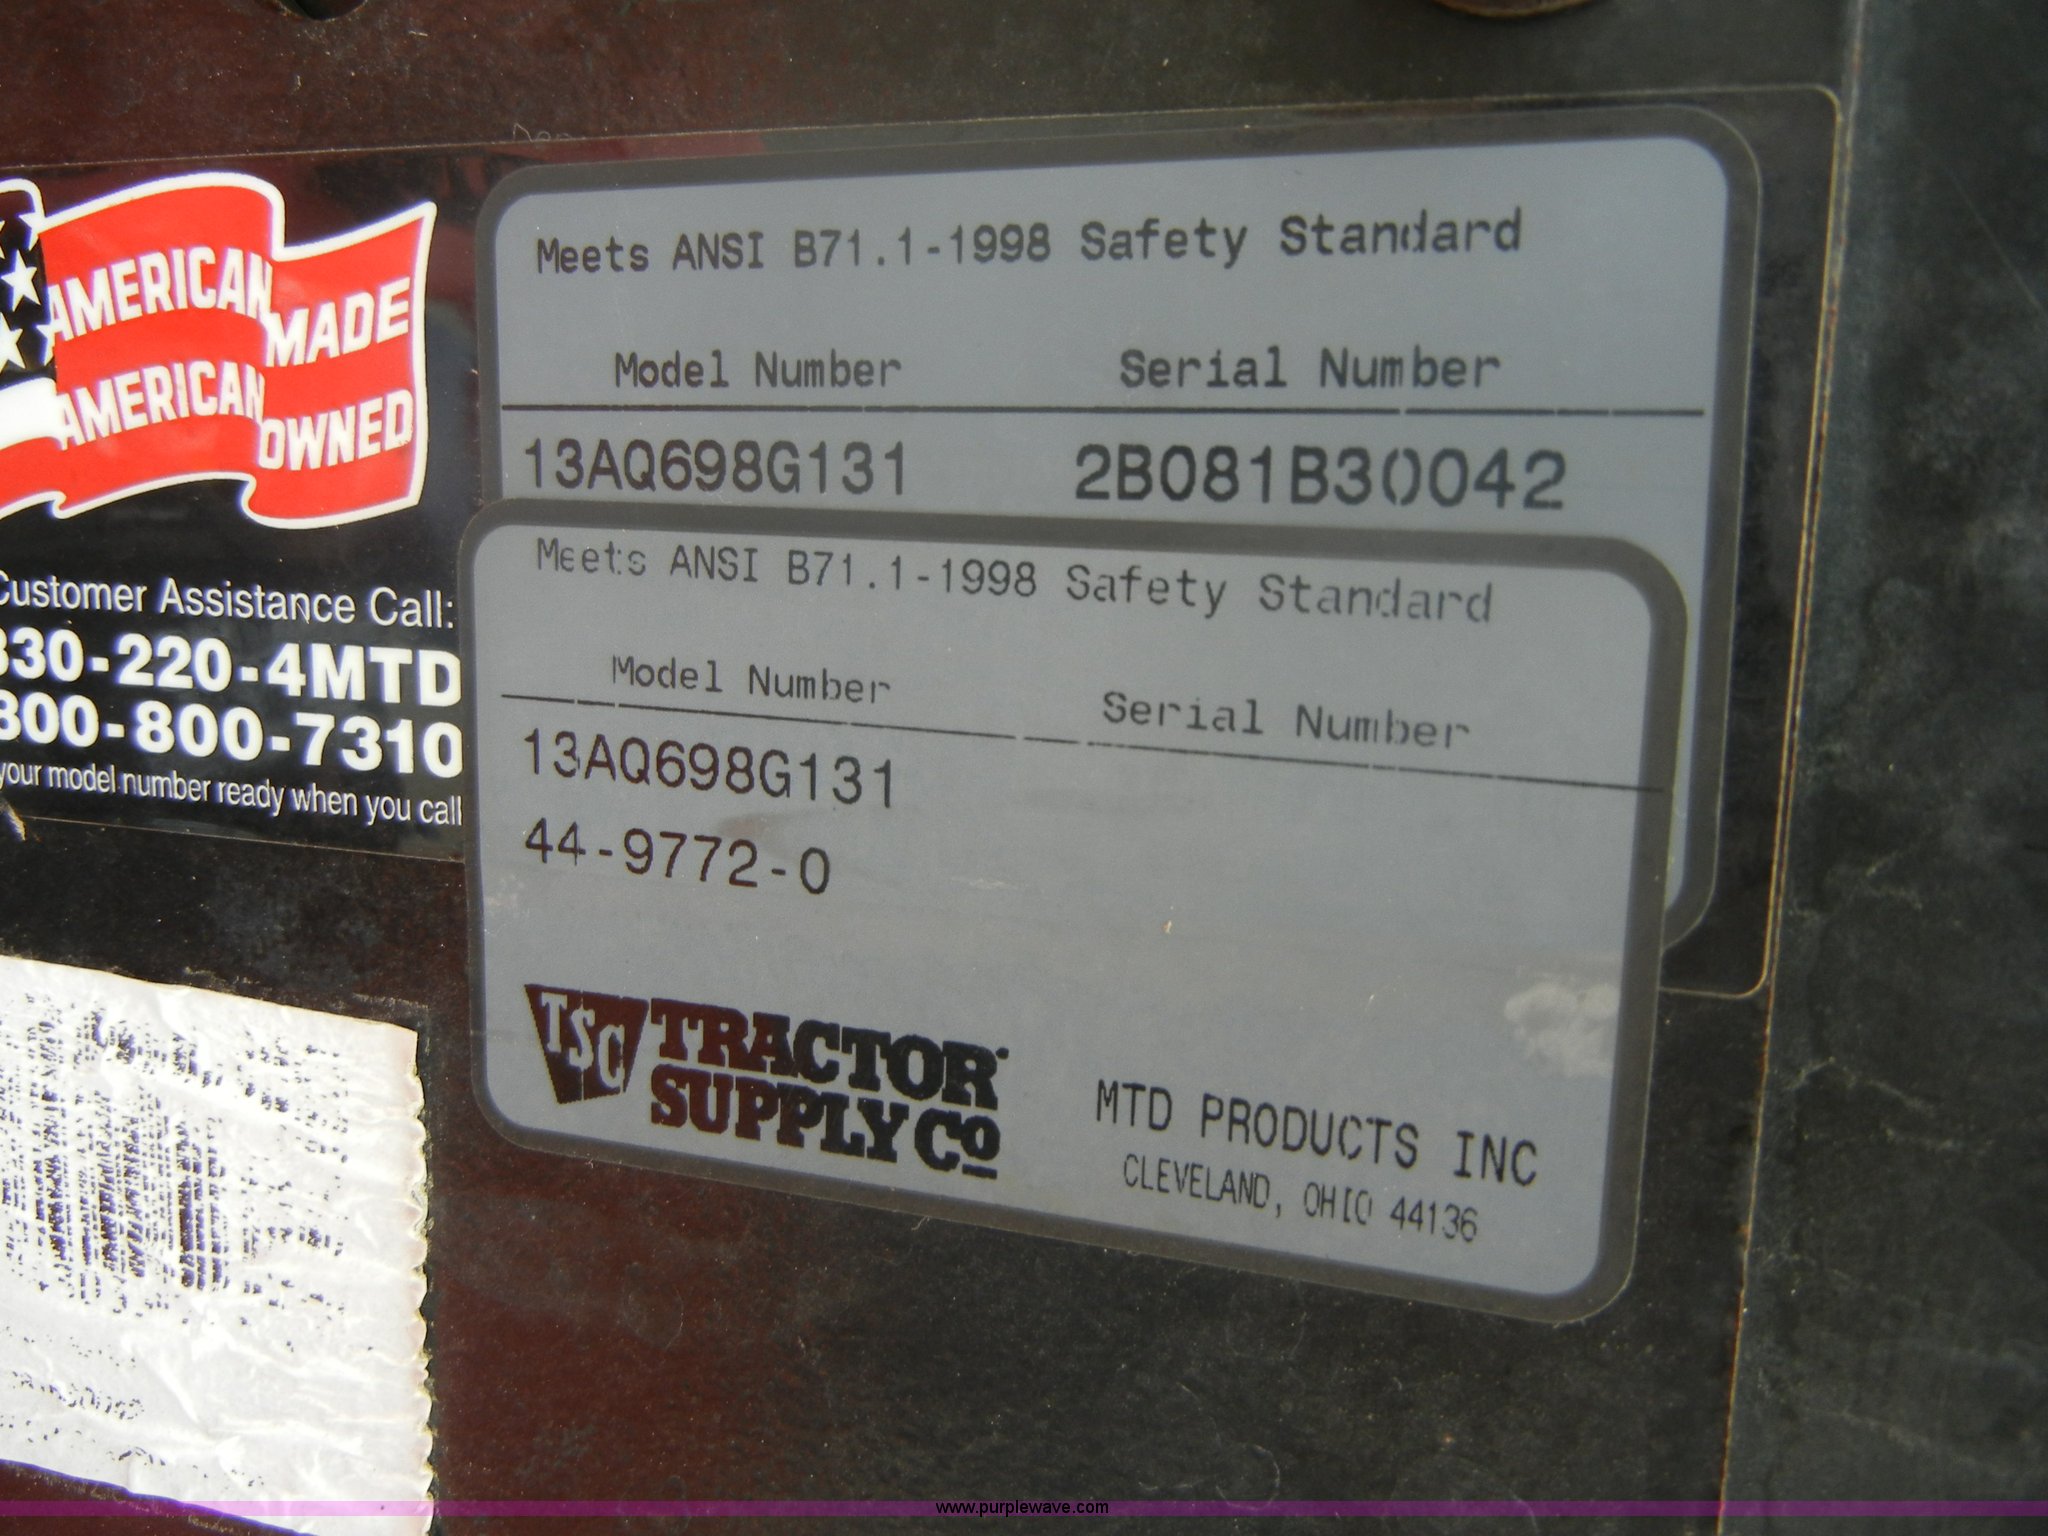 AMERICAN
MADE
AMERICAN
OWNED
Customer Assistance Call:
330-220-4MTD
800-800-7310
your model number ready when you call
Meets ANSI B71.1-1998 Safety Standard
Model Number Serial Number
13AQ698G131 2B081B30042
Meets ANSI B71.1-1998 Safety Standard
Model Number Serial Number
13AQ698G131
44-9772-0
TSC TRACTOR
SUPPLY CO
MTD PRODUCTS INC
CLEVELAND, OHIO 44136
www.purplewave.com